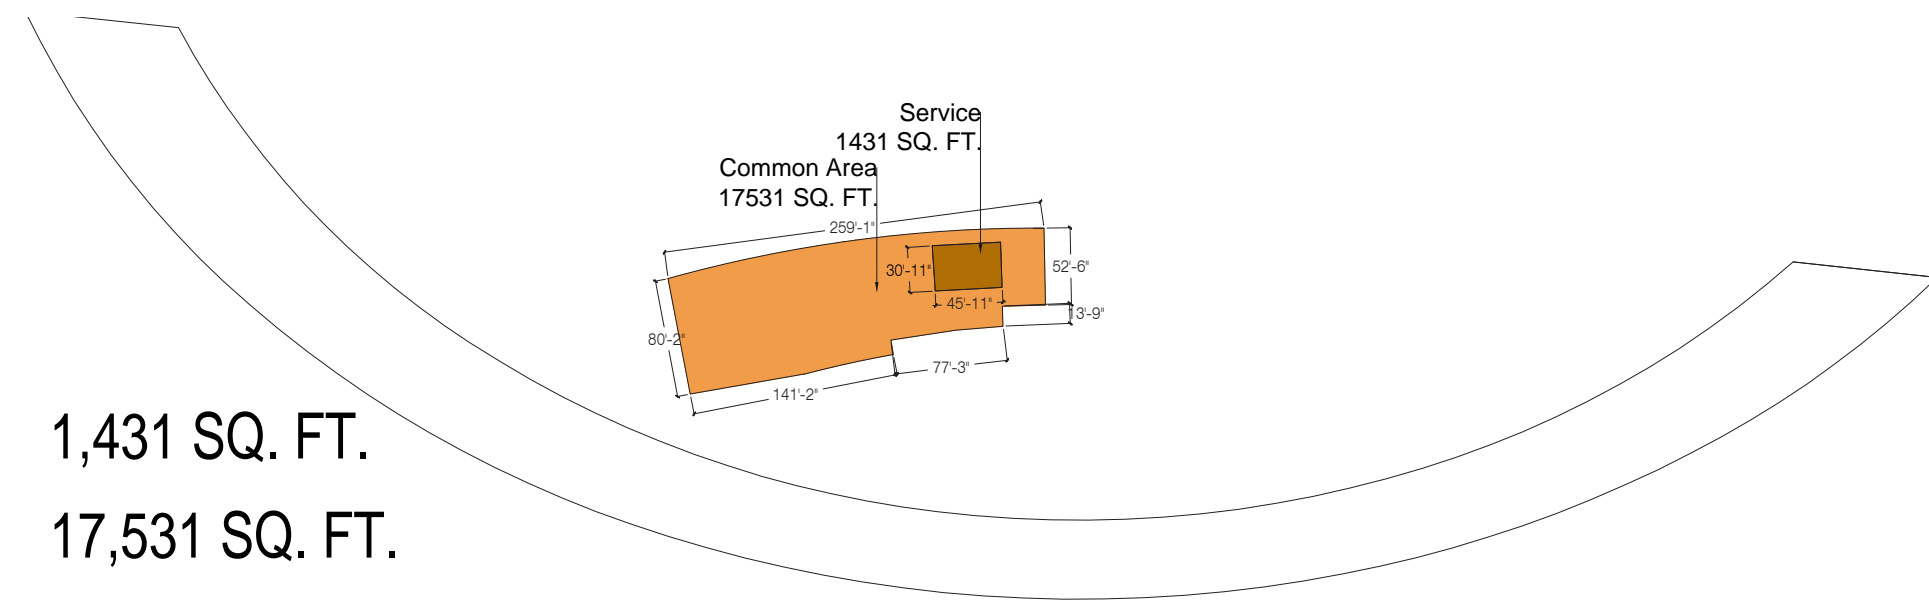 Service
1431 SQ. FT.
Common Area
17531 SQ. FT.
259'-1"
30'-11"
52'-6"
45'-11"
13'-9"
80'-2"
77'-3"
141'-2"
1,431 SQ. FT.
17,531 SQ. FT.